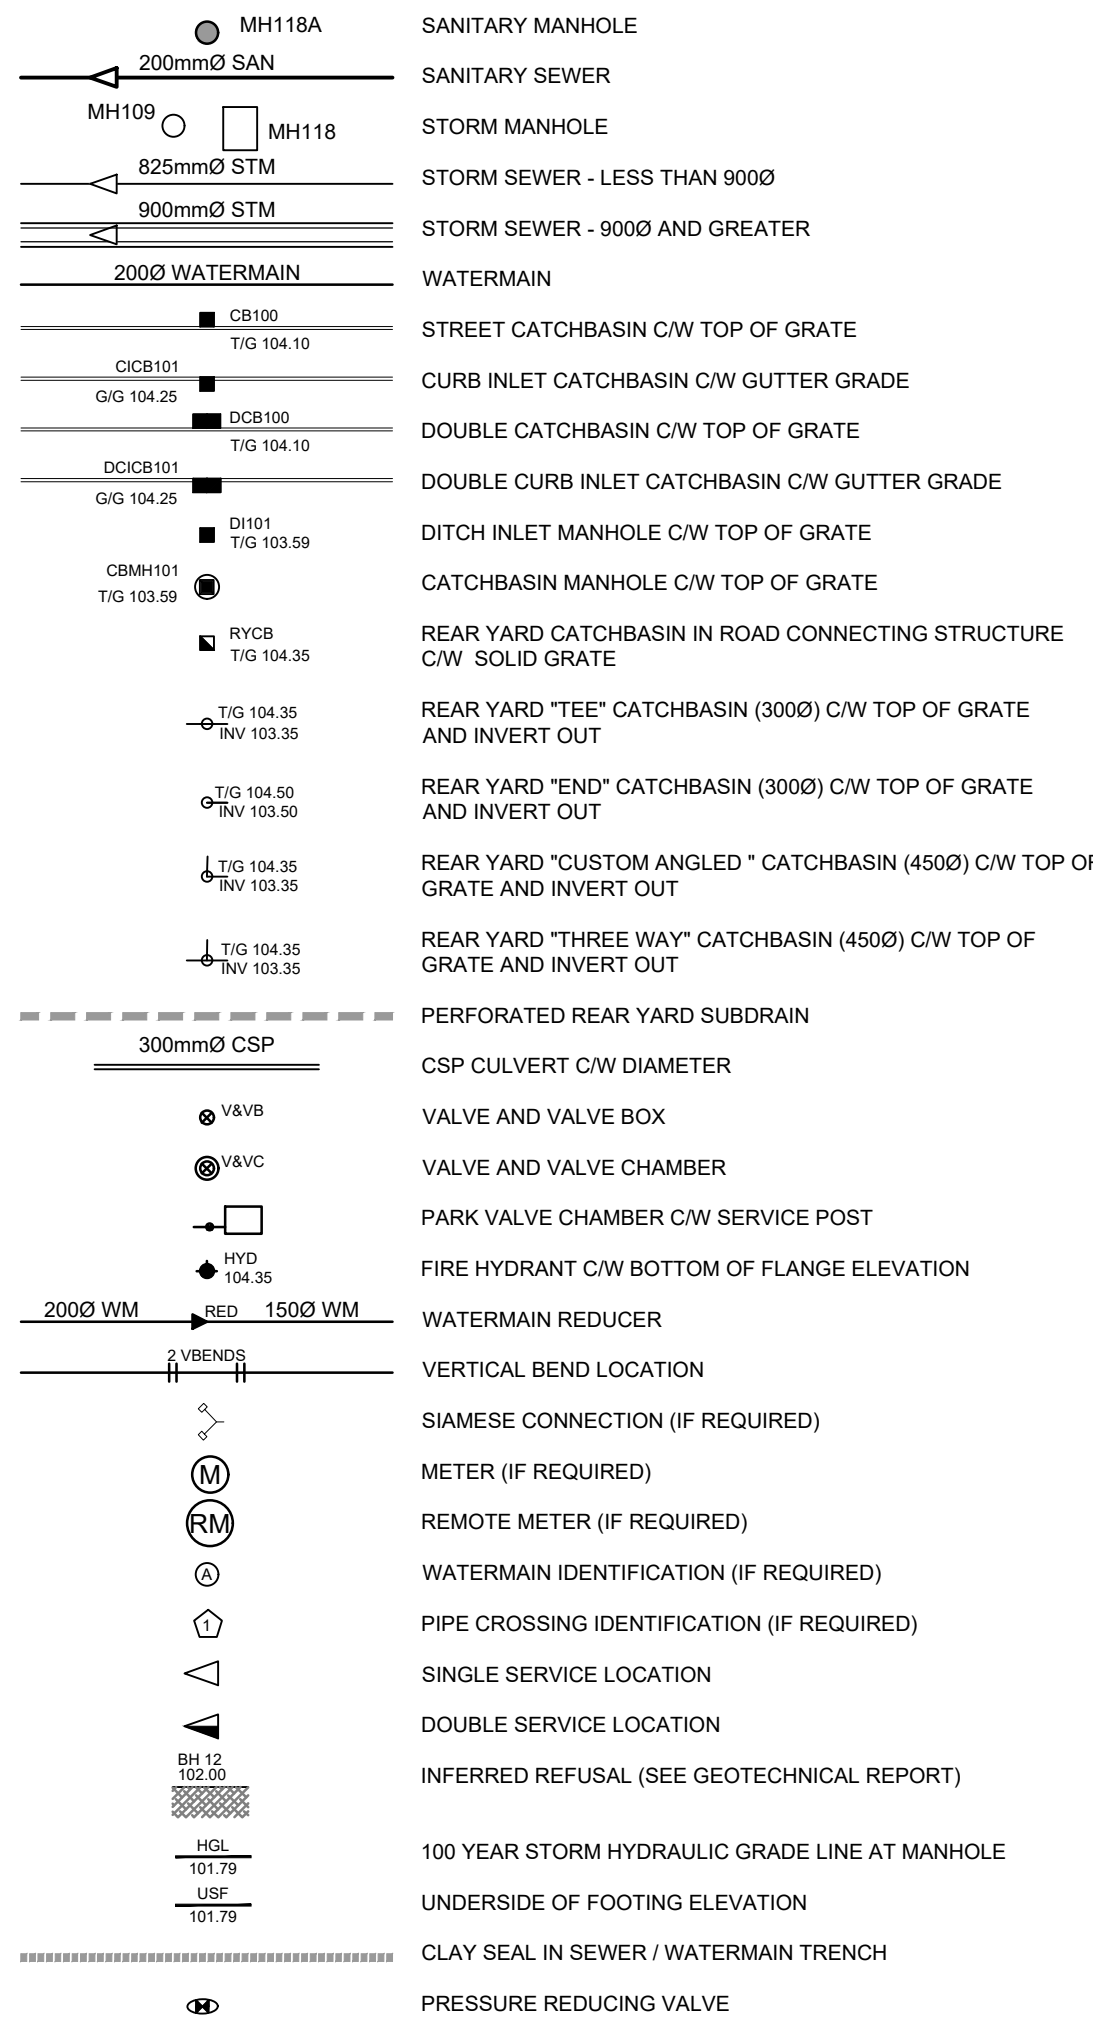 MH118A SANITARY MANHOLE
200mmØ SAN SANITARY SEWER
MH109 MH118 STORM MANHOLE
825mmØ STM STORM SEWER - LESS THAN 900Ø
900mmØ STM STORM SEWER - 900Ø AND GREATER
200Ø WATERMAIN WATERMAIN
CB100
T/G 104.10
STREET CATCHBASIN C/W TOP OF GRATE
CICB101
G/G 104.25
CURB INLET CATCHBASIN C/W GUTTER GRADE
DCB100
T/G 104.10
DOUBLE CATCHBASIN C/W TOP OF GRATE
DCICB101
G/G 104.25
DOUBLE CURB INLET CATCHBASIN C/W GUTTER GRADE
DI101
T/G 103.59
DITCH INLET MANHOLE C/W TOP OF GRATE
CBMH101
T/G 103.59
CATCHBASIN MANHOLE C/W TOP OF GRATE
RYCB
T/G 104.35
REAR YARD CATCHBASIN IN ROAD CONNECTING STRUCTURE
C/W SOLID GRATE
T/G 104.35
INV 103.35
REAR YARD "TEE" CATCHBASIN (300Ø) C/W TOP OF GRATE
AND INVERT OUT
T/G 104.50
INV 103.50
REAR YARD "END" CATCHBASIN (300Ø) C/W TOP OF GRATE
AND INVERT OUT
T/G 104.35
INV 103.35
REAR YARD "CUSTOM ANGLED " CATCHBASIN (450Ø) C/W TOP OF
GRATE AND INVERT OUT
T/G 104.35
INV 103.35
REAR YARD "THREE WAY" CATCHBASIN (450Ø) C/W TOP OF
GRATE AND INVERT OUT
PERFORATED REAR YARD SUBDRAIN
300mmØ CSP CSP CULVERT C/W DIAMETER
V&VB VALVE AND VALVE BOX
V&VC VALVE AND VALVE CHAMBER
PARK VALVE CHAMBER C/W SERVICE POST
HYD
104.35
FIRE HYDRANT C/W BOTTOM OF FLANGE ELEVATION
200Ø WM RED 150Ø WM WATERMAIN REDUCER
2 VBENDS VERTICAL BEND LOCATION
SIAMESE CONNECTION (IF REQUIRED)
M METER (IF REQUIRED)
RM REMOTE METER (IF REQUIRED)
A WATERMAIN IDENTIFICATION (IF REQUIRED)
1 PIPE CROSSING IDENTIFICATION (IF REQUIRED)
SINGLE SERVICE LOCATION
DOUBLE SERVICE LOCATION
BH 12
102.00
INFERRED REFUSAL (SEE GEOTECHNICAL REPORT)
HGL
101.79
100 YEAR STORM HYDRAULIC GRADE LINE AT MANHOLE
USF
101.79
UNDERSIDE OF FOOTING ELEVATION
CLAY SEAL IN SEWER / WATERMAIN TRENCH
PRESSURE REDUCING VALVE